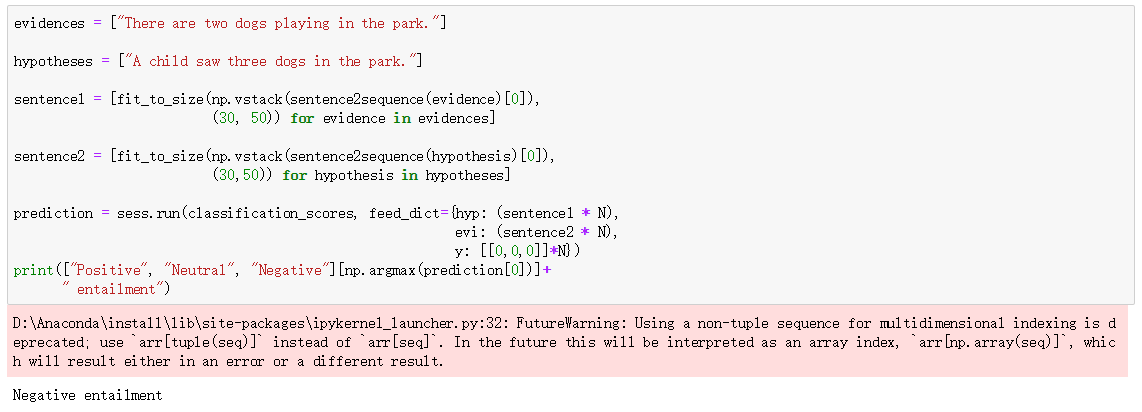 evidences = ["There are two dogs playing in the park."]
hypotheses = ["A child saw three dogs in the park."]
sentence1 = [fit_to_size(np.vstack(sentence2sequence(evidence)[0]),
(30, 50)) for evidence in evidences]
sentence2 = [fit_to_size(np.vstack(sentence2sequence(hypothesis)[0]),
(30,50)) for hypothesis in hypotheses]
prediction = sess.run(classification_scores, feed_dict={hyp: (sentence1 * N),
evi: (sentence2 * N),
y: [[0,0,0]]*N})
print(["Positive", "Neutral", "Negative"][np.argmax(prediction[0])]+
" entailment")
D:\Anaconda\install\lib\site-packages\ipykernel_launcher.py:32: FutureWarning: Using a non-tuple sequence for multidimensional indexing is d
eprecated; use `arr[tuple(seq)]` instead of `arr[seq]`. In the future this will be interpreted as an array index, `arr[np.array(seq)]`, whic
h will result either in an error or a different result.
Negative entailment